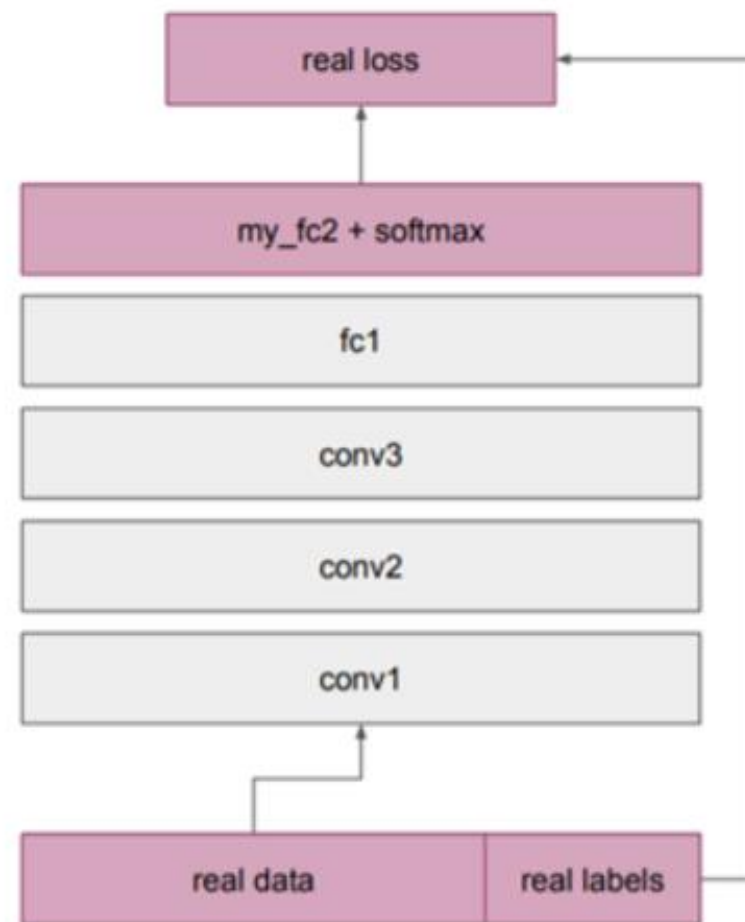 real loss
my_fc2 + softmax
fc1
conv3
conv2
conv1
real data
real labels